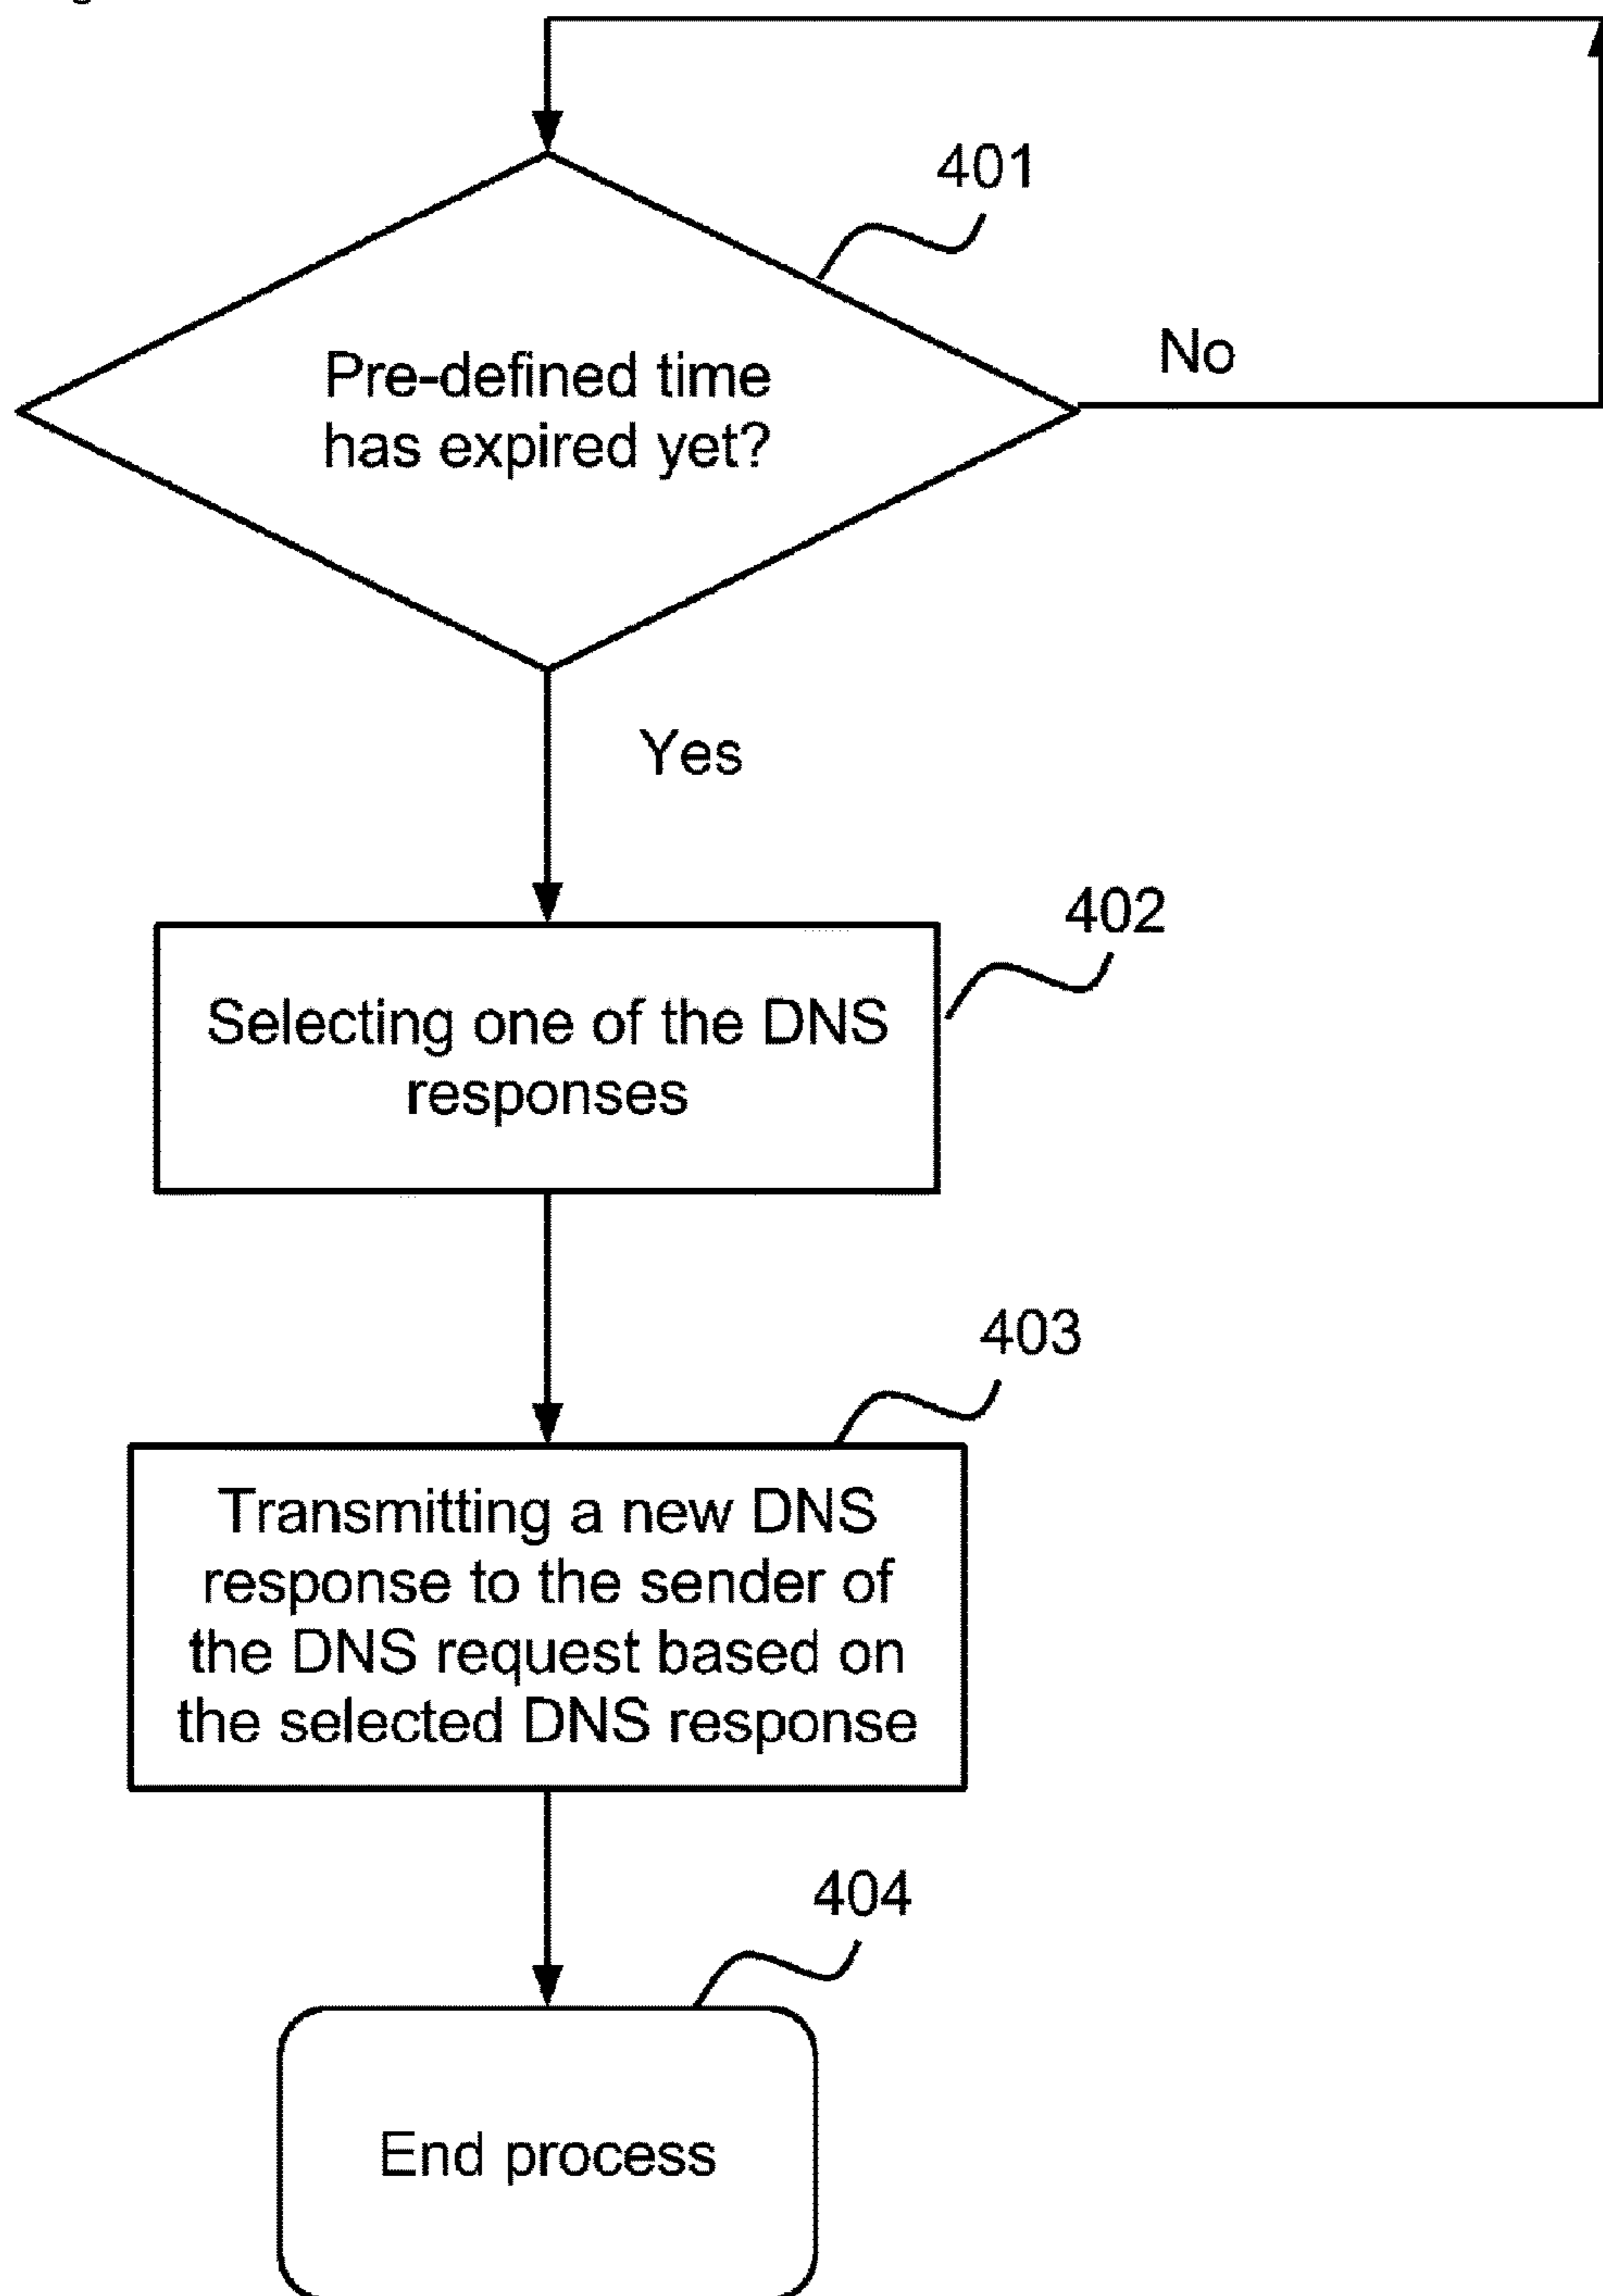 401
Pre-defined time
has expired yet?
No
Yes
402
Selecting one of the DNS
responses
403
Transmitting a new DNS
response to the sender of
the DNS request based on
the selected DNS response
404
End process